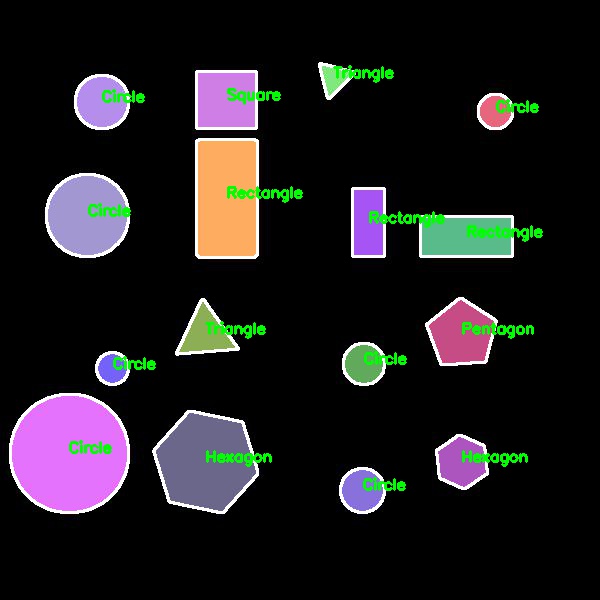 Triangle
Circle
Square
Circle
Rectangle
Circle
Rectangle
Rectangle
Triangle
Pentagon
Circle
Circle
Circle
Hexagon
Hexagon
Circle